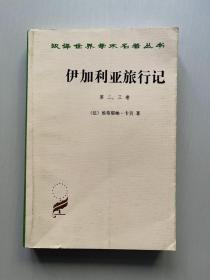 汉译世界学术名著丛书
伊加利亚旅行记
第二、三卷
〔法〕埃蒂耶纳·卡贝 著